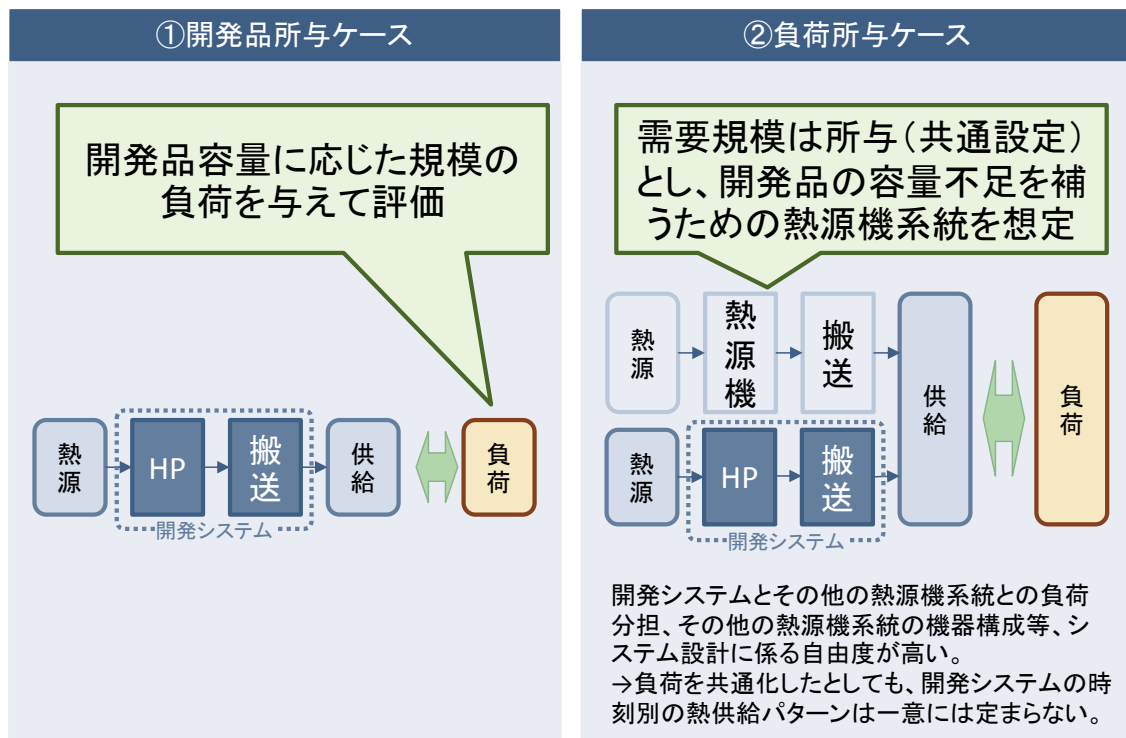 ①開発品所与ケース
開発品容量に応じた規模の
負荷を与えて評価
熱源
HP
搬送
供給
負荷
開発システム
②負荷所与ケース
需要規模は所与(共通設定)
とし、開発品の容量不足を補
うための熱源機系統を想定
熱源
熱源機
搬送
熱源
HP
搬送
供給
負荷
開発システム
開発システムとその他の熱源機系統との負荷
分担、その他の熱源機系統の機器構成等、シ
ステム設計に係る自由度が高い。
→負荷を共通化したとしても、開発システムの時
刻別の熱供給パターンは一意には定まらない。